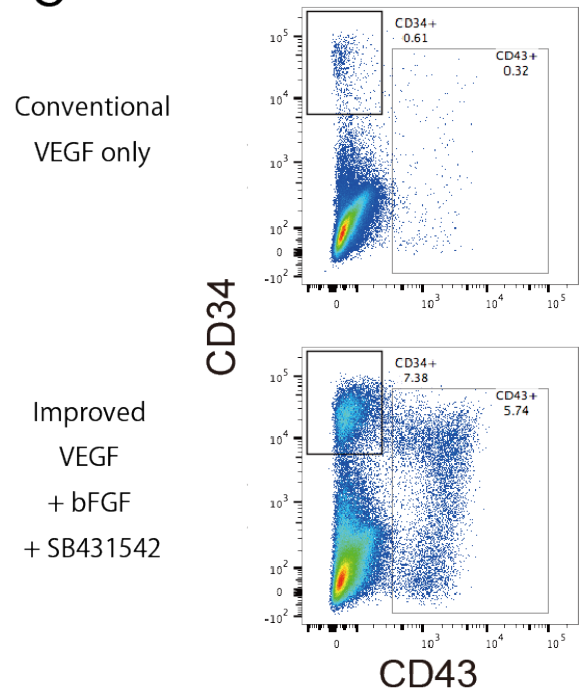 Conventional
VEGF only
CD34+
0.61
CD43+
0.32
10^5
10^4
10^3
10^2
0
-10^2
0
10^3
10^4
10^5
CD34
Improved
VEGF
+ bFGF
+ SB431542
CD34+
7.38
CD43+
5.74
10^5
10^4
10^3
10^2
0
-10^2
0
10^3
10^4
10^5
CD43